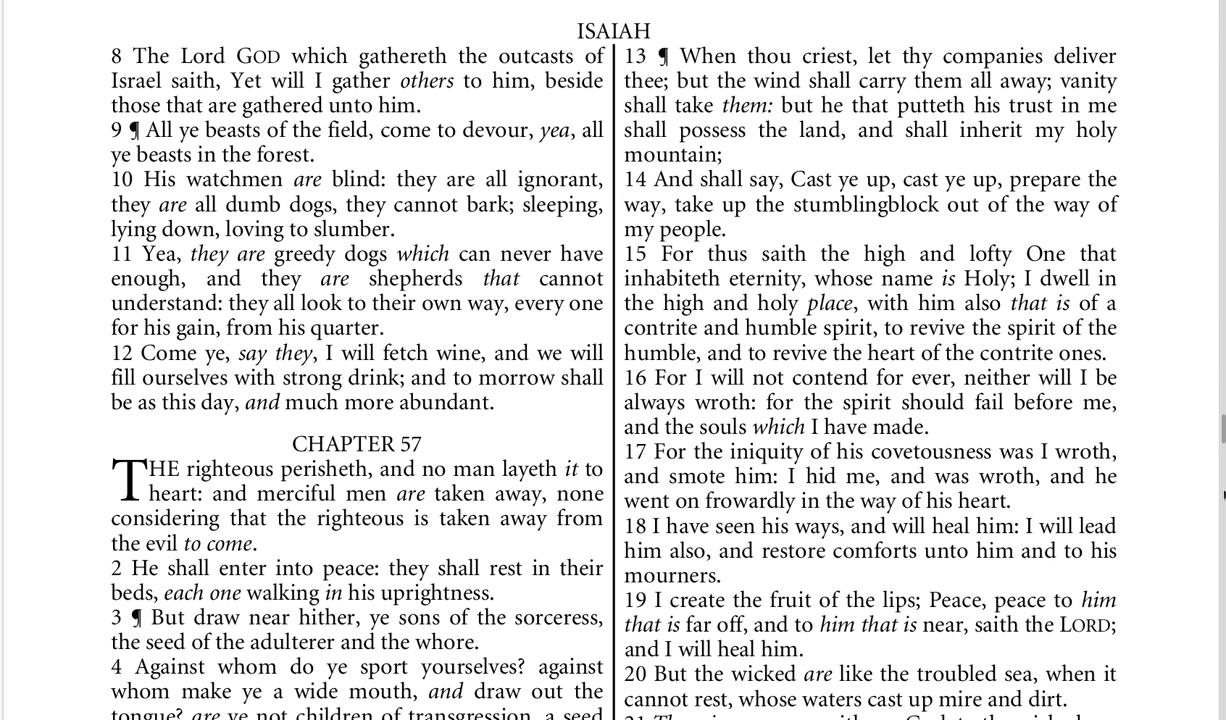 ISAIAH
8 The Lord GOD which gathereth the outcasts of
Israel saith, Yet will I gather others to him, beside
those that are gathered unto him.
9 ¶ All ye beasts of the field, come to devour, yea, all
ye beasts in the forest.
10 His watchmen are blind: they are all ignorant,
they are all dumb dogs, they cannot bark; sleeping,
lying down, loving to slumber.
11 Yea, they are greedy dogs which can never have
enough, and they are shepherds that cannot
understand: they all look to their own way, every one
for his gain, from his quarter.
12 Come ye, say they, I will fetch wine, and we will
fill ourselves with strong drink; and to morrow shall
be as this day, and much more abundant.
CHAPTER 57
THE righteous perisheth, and no man layeth it to
heart: and merciful men are taken away, none
considering that the righteous is taken away from
the evil to come.
2 He shall enter into peace: they shall rest in their
beds, each one walking in his uprightness.
3 ¶ But draw near hither, ye sons of the sorceress,
the seed of the adulterer and the whore.
4 Against whom do ye sport yourselves? against
whom make ye a wide mouth, and draw out the
tongue? are ye not children of transgression, a seed
13 ¶ When thou criest, let thy companies deliver
thee; but the wind shall carry them all away; vanity
shall take them: but he that putteth his trust in me
shall possess the land, and shall inherit my holy
mountain;
14 And shall say, Cast ye up, cast ye up, prepare the
way, take up the stumblingblock out of the way of
my people.
15 For thus saith the high and lofty One that
inhabiteth eternity, whose name is Holy; I dwell in
the high and holy place, with him also that is of a
contrite and humble spirit, to revive the spirit of the
humble, and to revive the heart of the contrite ones.
16 For I will not contend for ever, neither will I be
always wroth: for the spirit should fail before me,
and the souls which I have made.
17 For the iniquity of his covetousness was I wroth,
and smote him: I hid me, and was wroth, and he
went on frowardly in the way of his heart.
18 I have seen his ways, and will heal him: I will lead
him also, and restore comforts unto him and to his
mourners.
19 I create the fruit of the lips; Peace, peace to him
that is far off, and to him that is near, saith the LORD;
and I will heal him.
20 But the wicked are like the troubled sea, when it
cannot rest, whose waters cast up mire and dirt.